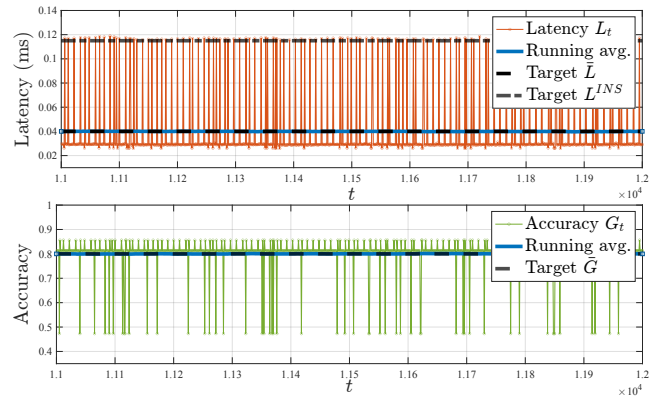 Latency (ms)
0.14
0.12
0.1
0.08
0.06
0.04
0.02
Latency L_t
Running avg.
Target L̄
Target L^{INS}
1.1 1.11 1.12 1.13 1.14 1.15 1.16 1.17 1.18 1.19 1.2
t
×10⁴
Accuracy
1
0.9
0.8
0.7
0.6
0.5
0.4
Accuracy G_t
Running avg.
Target Ḡ
1.1 1.11 1.12 1.13 1.14 1.15 1.16 1.17 1.18 1.19 1.2
t
×10⁴